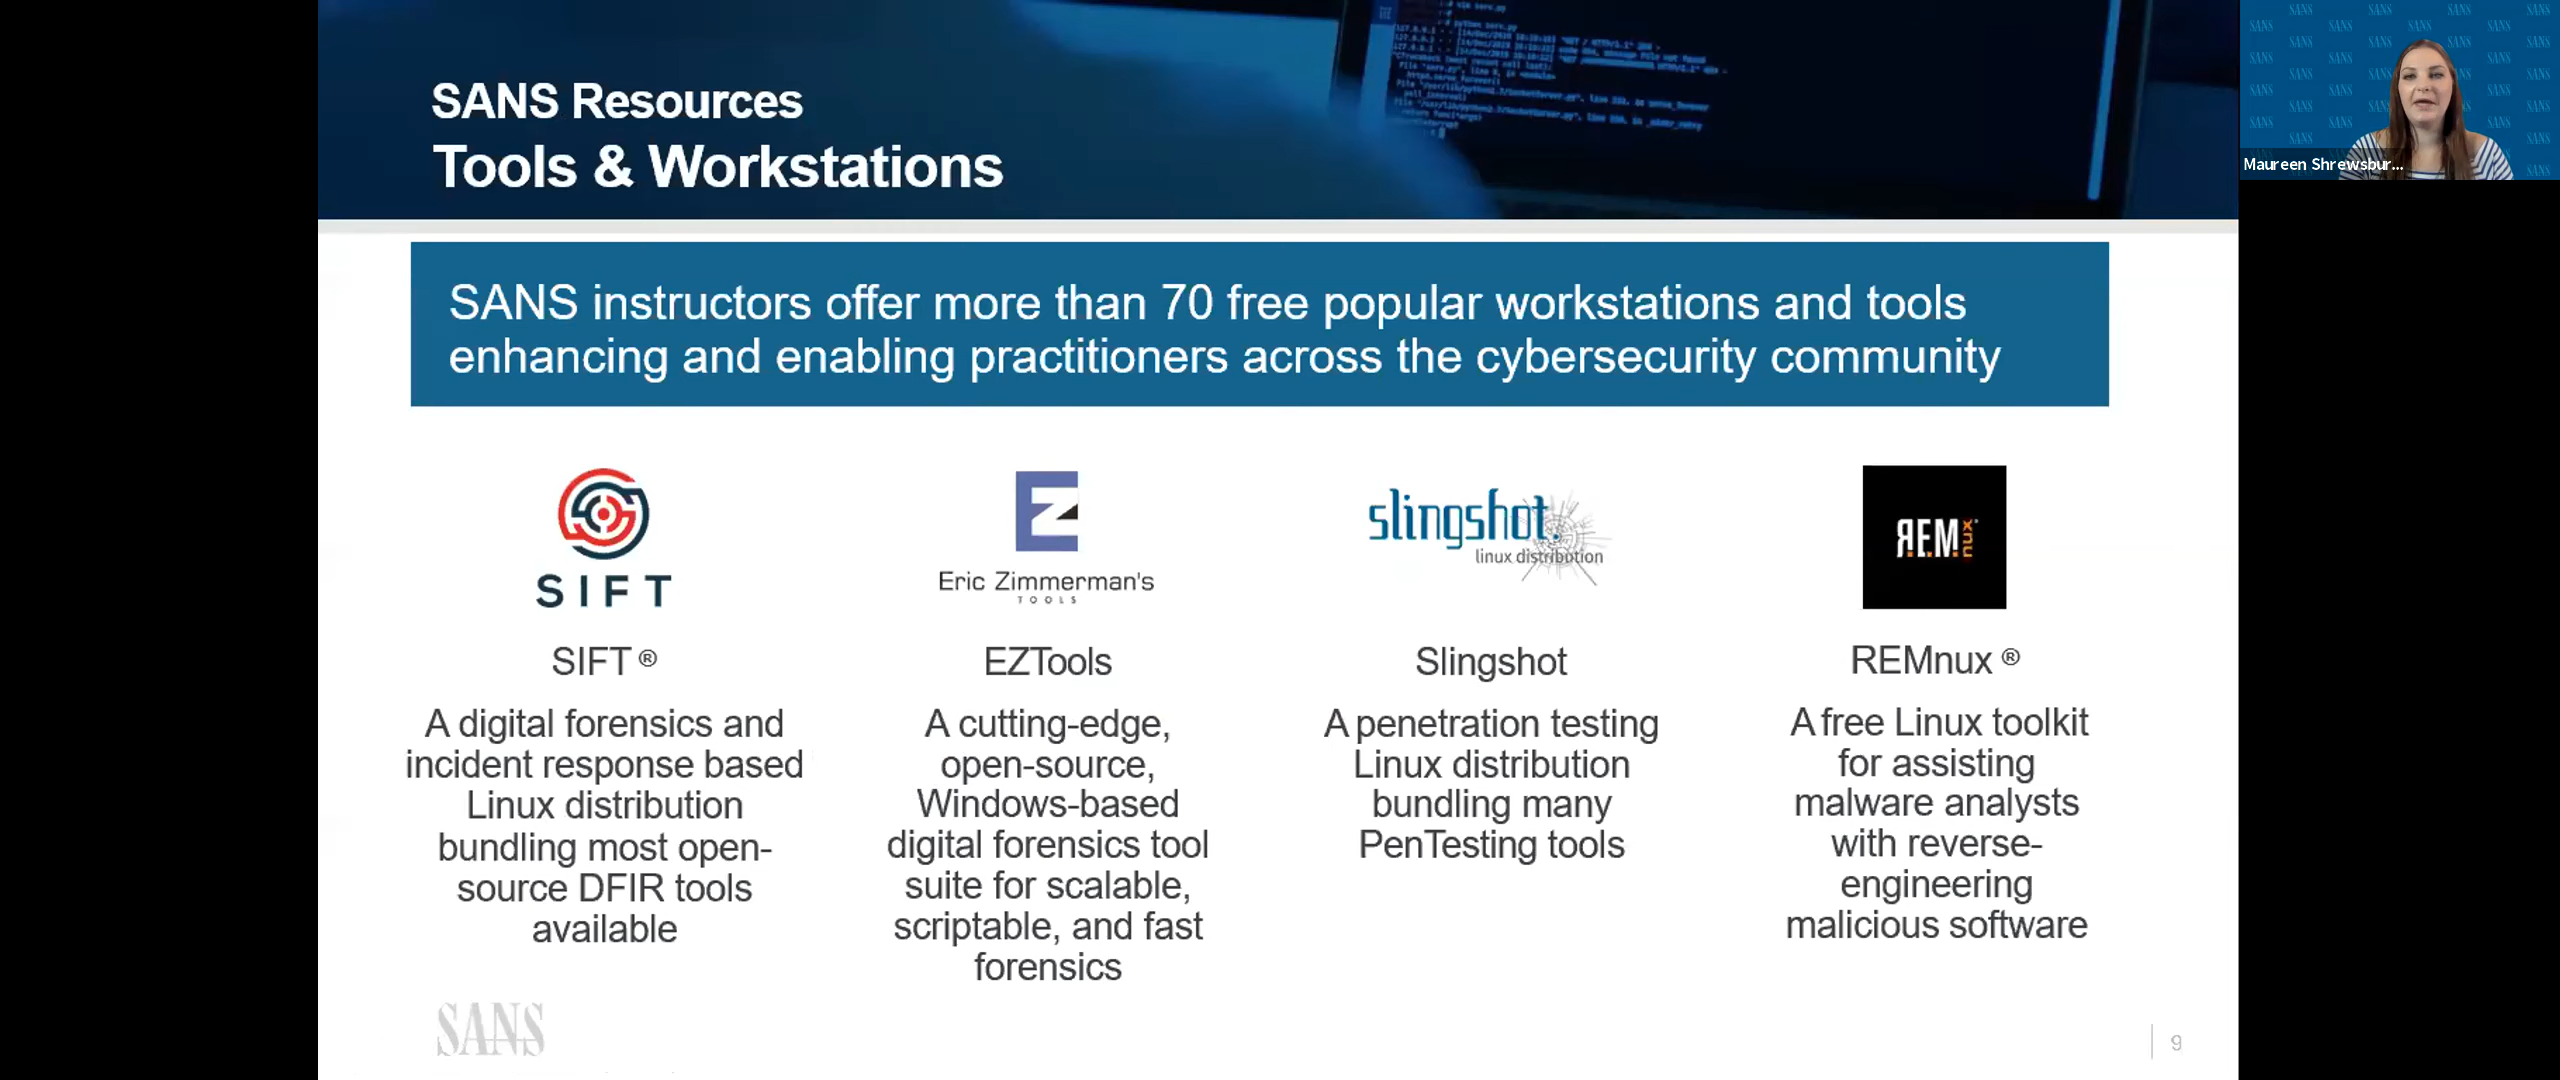 SANS Resources
Tools & Workstations
Maureen Shrewsbur...
SANS instructors offer more than 70 free popular workstations and tools
enhancing and enabling practitioners across the cybersecurity community
SIFT
SIFT ®
A digital forensics and
incident response based
Linux distribution
bundling most open-
source DFIR tools
available
Eric Zimmerman's
TOOLS
EZTools
A cutting-edge,
open-source,
Windows-based
digital forensics tool
suite for scalable,
scriptable, and fast
forensics
slingshot
linux distribution
Slingshot
A penetration testing
Linux distribution
bundling many
PenTesting tools
REMnux
REMnux ®
A free Linux toolkit
for assisting
malware analysts
with reverse-
engineering
malicious software
SANS
9